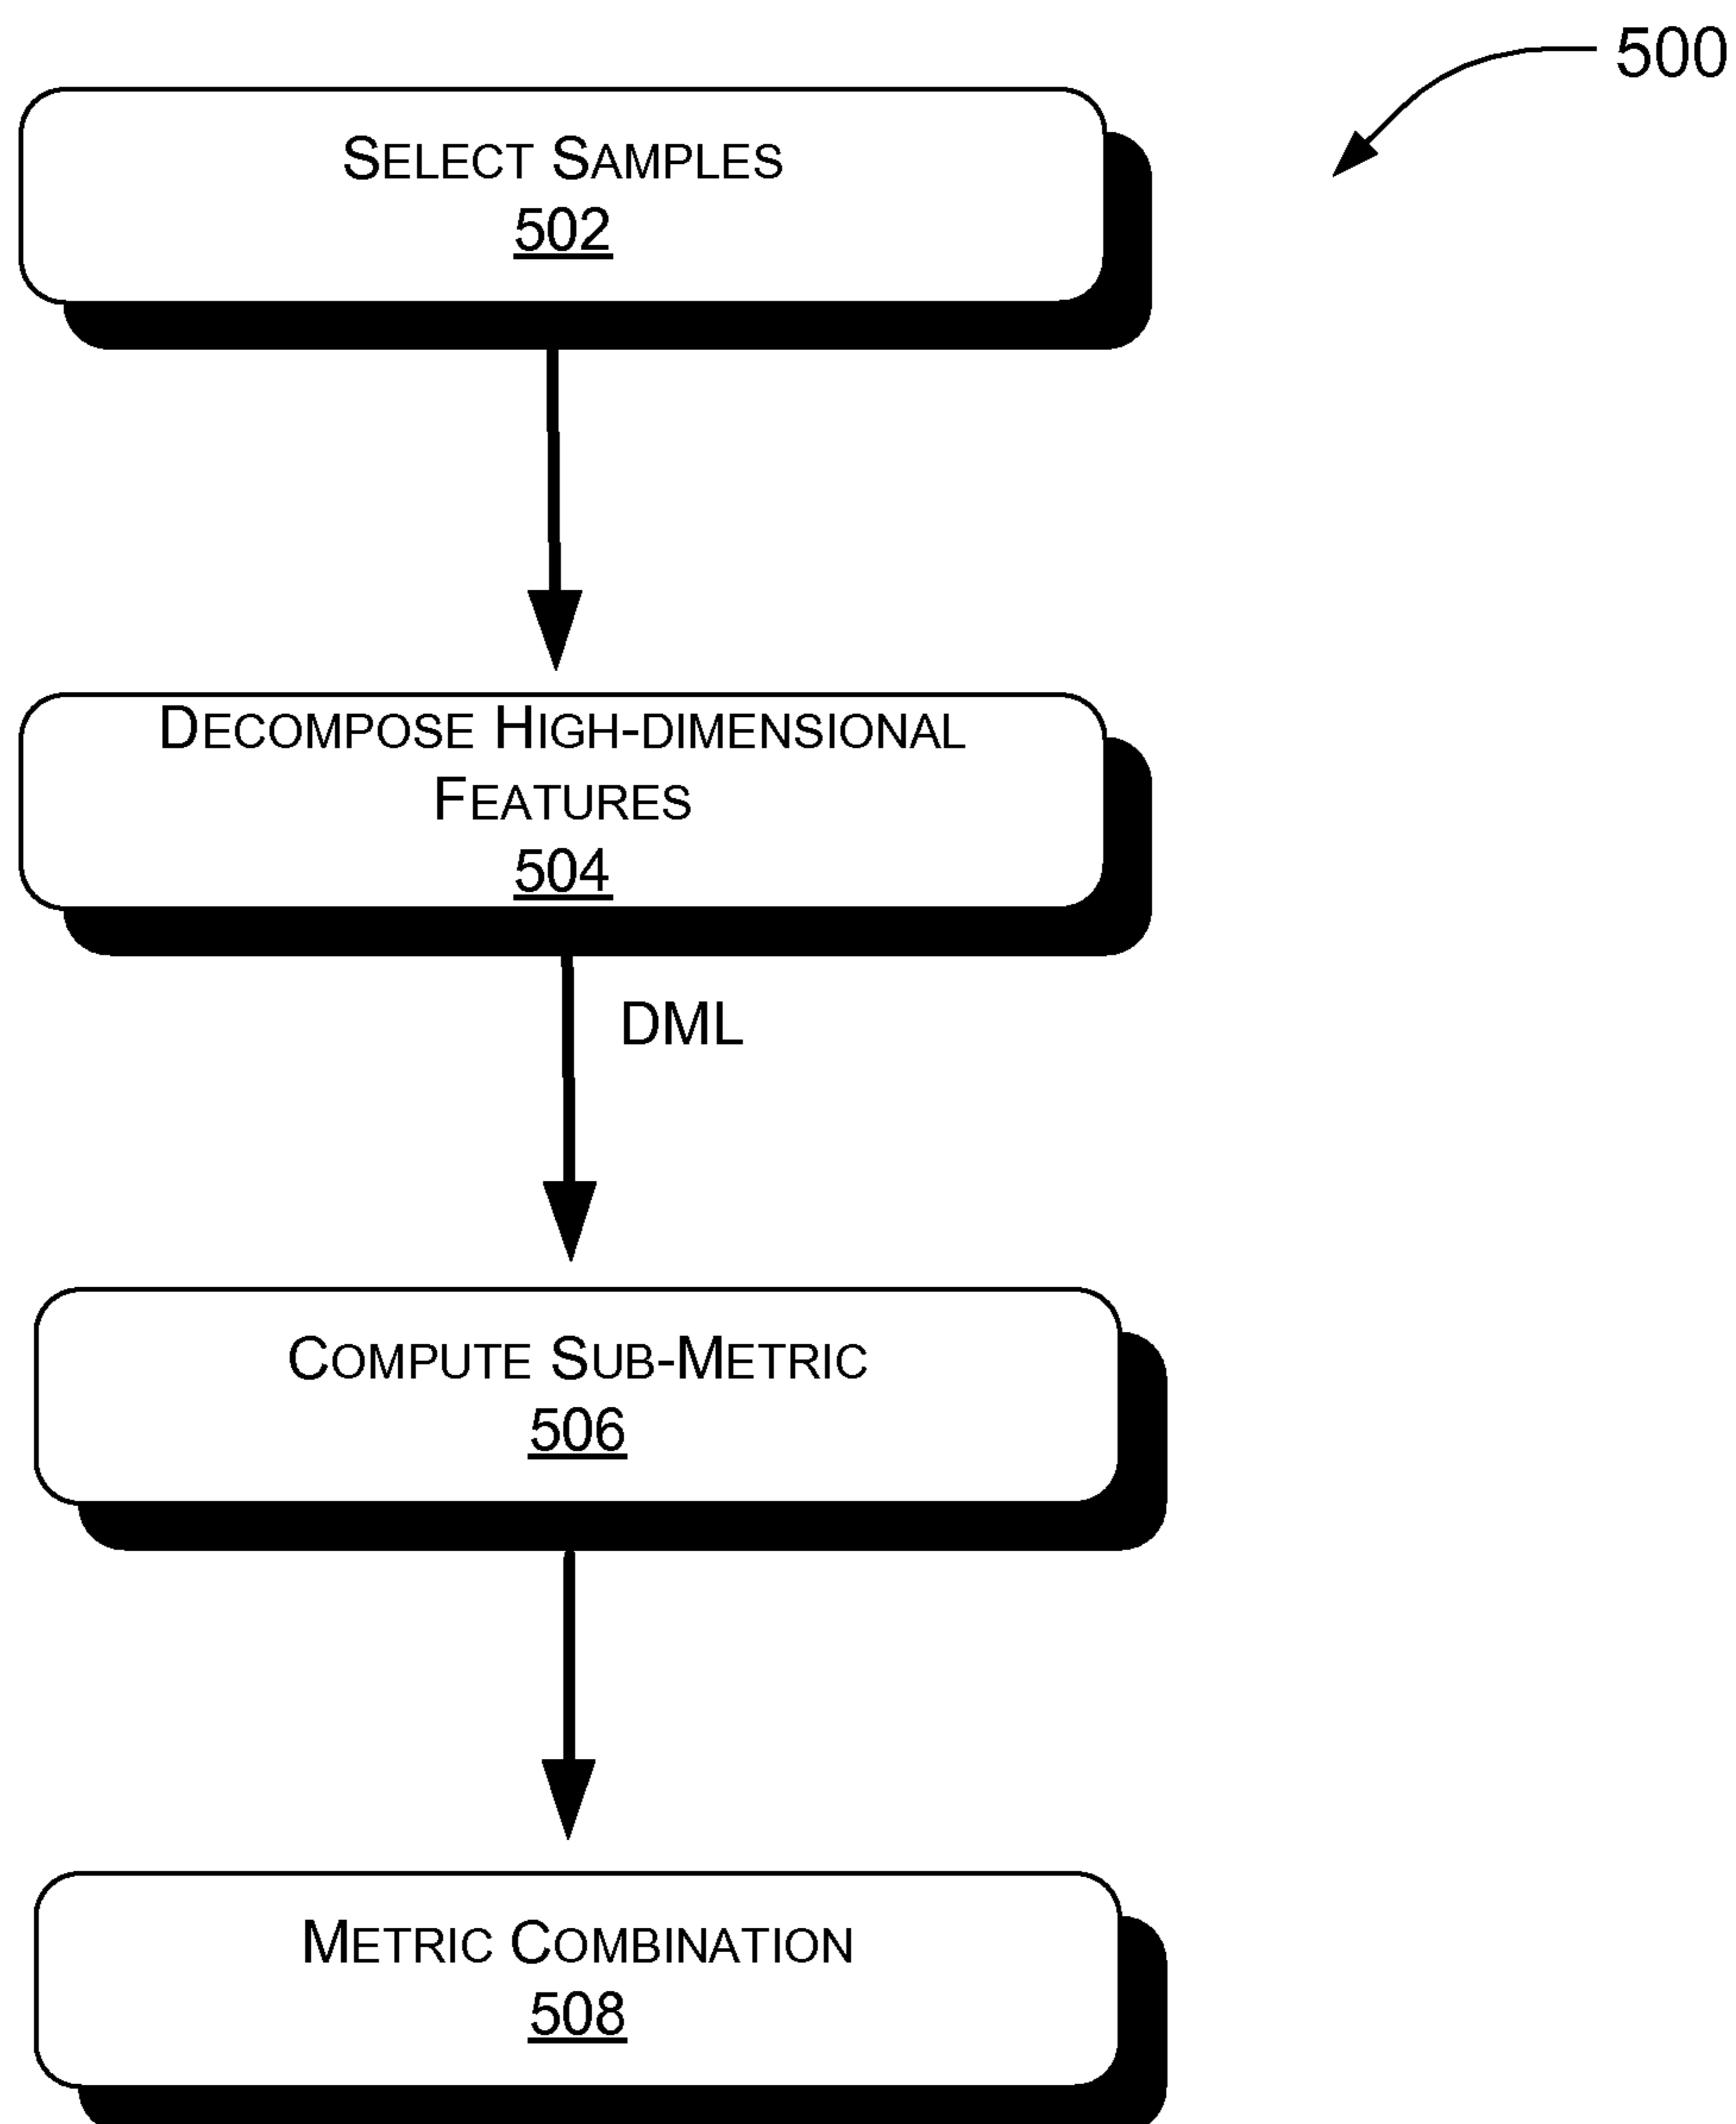 500
SELECT SAMPLES
502
DECOMPOSE HIGH-DIMENSIONAL
FEATURES
504
DML
COMPUTE SUB-METRIC
506
METRIC COMBINATION
508